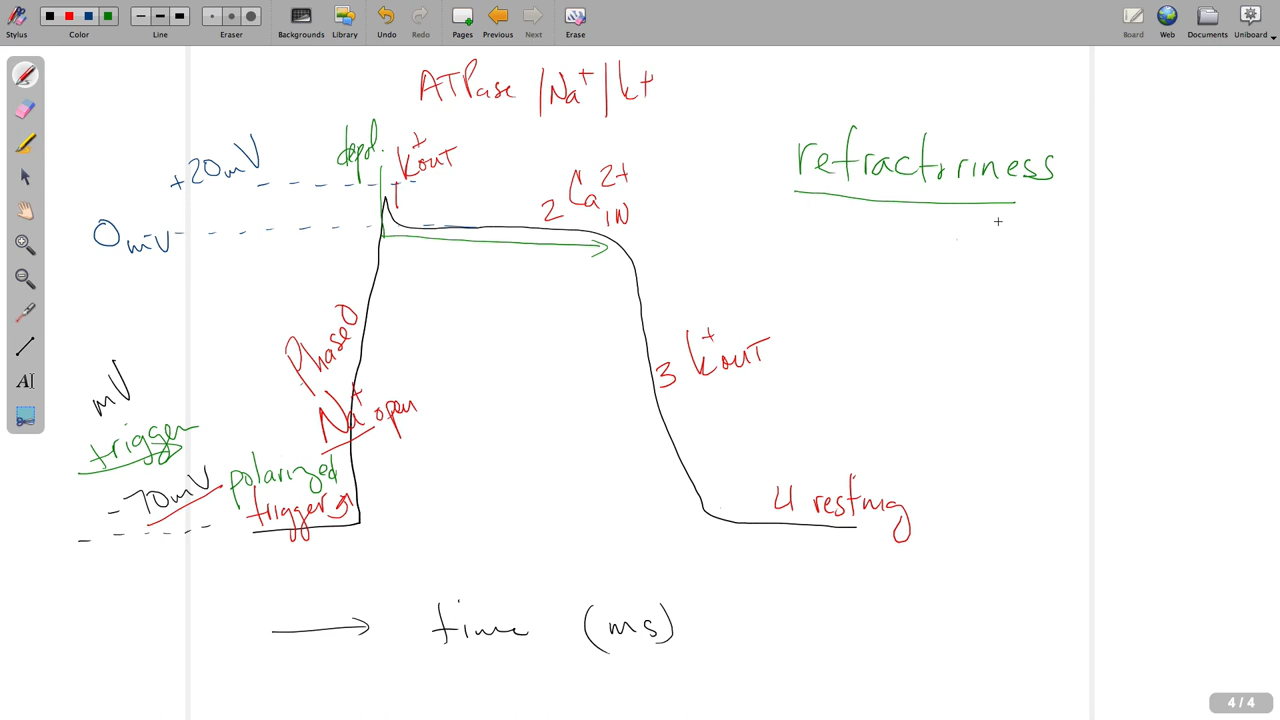 Stylus Color Line Eraser Backgrounds Library Undo Redo Pages Previous Next Erase Board Web Documents Uniboard
ATPase |Na+| K+
depol.
K+ OUT
1
+20mV
refractoriness
2 Ca2+ IN
0mV
Phase 0
3 K+ OUT
mV
Na+ open
trigger
-70mV
polarized
trigger
4 resting
time (ms)
4 / 4